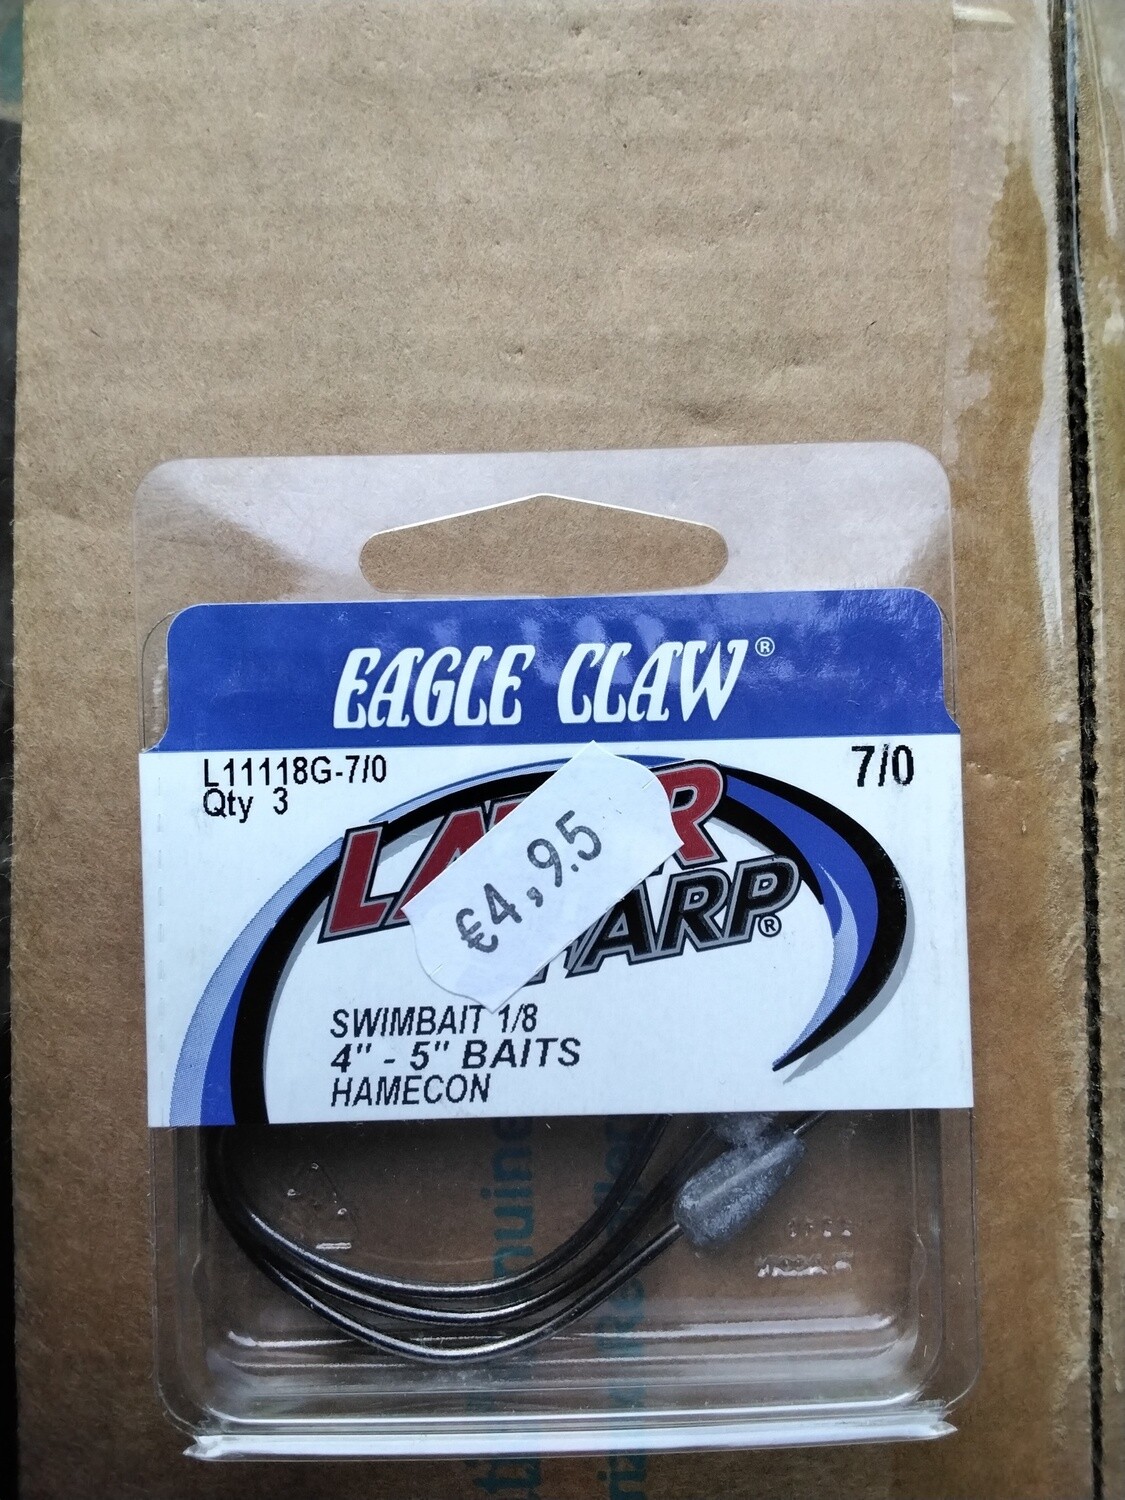 EAGLE CLAW®
L11118G-7/0
7/0
Qty 3
€4,95
SWIMBAIT 1/8
4" - 5" BAITS
HAMECON